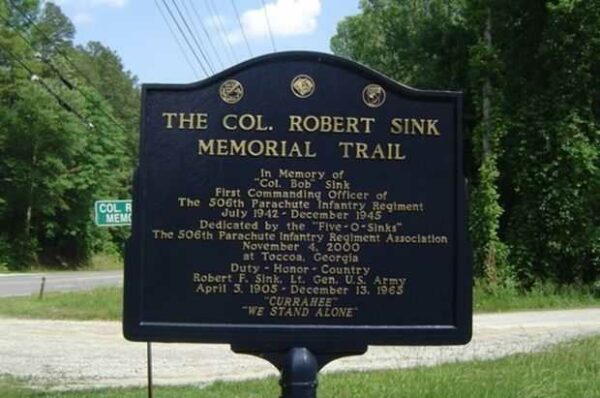 THE COL. ROBERT SINK
MEMORIAL TRAIL
In Memory of
"Col. Bob" Sink
First Commanding Officer of
The 506th Parachute Infantry Regiment
July 1942 - December 1945
Dedicated by the "Five-O-Sinks"
The 506th Parachute Infantry Regiment Association
November 4, 2000
at Toccoa, Georgia
Duty - Honor - Country
Robert F. Sink, Lt. Gen. U.S. Army
April 3, 1905 - December 13, 1965
"CURRAHEE"
"WE STAND ALONE"
COL. R
MEMO